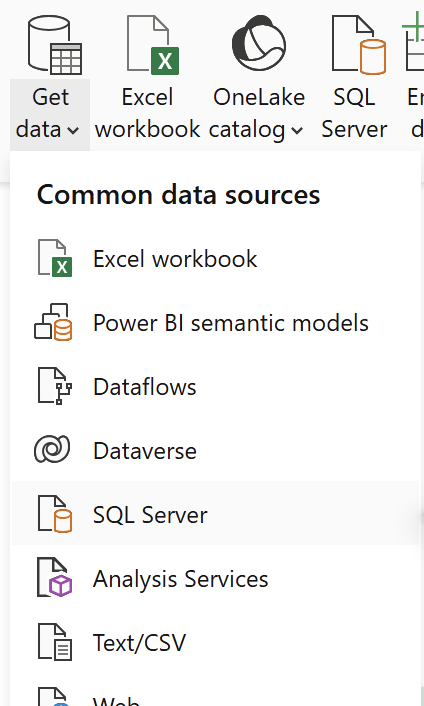 Get data
Excel workbook
OneLake catalog
SQL Server
Common data sources
Excel workbook
Power BI semantic models
Dataflows
Dataverse
SQL Server
Analysis Services
Text/CSV
Web